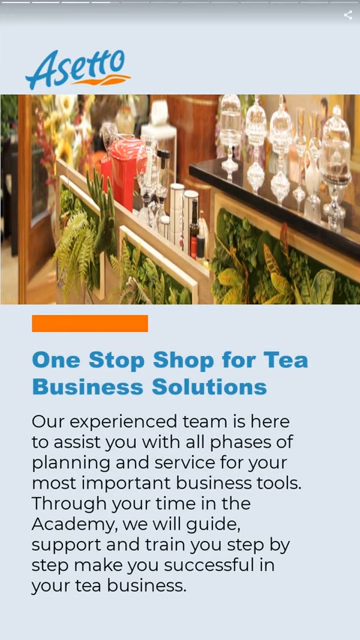 Asetto
One Stop Shop for Tea
Business Solutions
Our experienced team is here
to assist you with all phases of
planning and service for your
most important business tools.
Through your time in the
Academy, we will guide,
support and train you step by
step make you successful in
your tea business.